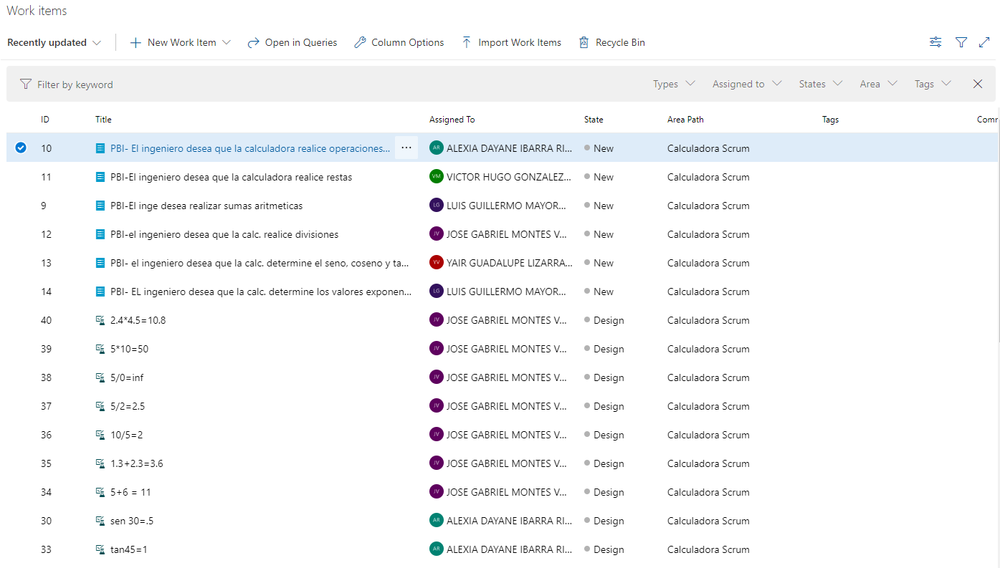 Work items
Recently updated New Work Item Open in Queries Column Options Import Work Items Recycle Bin
Filter by keyword Types Assigned to States Area Tags
ID Title Assigned To State Area Path Tags Comr
10 PBI- El ingeniero desea que la calculadora realice operaciones... ... AR ALEXIA DAYANE IBARRA RI... New Calculadora Scrum
11 PBI-El ingeniero desea que la calculadora realice restas VM VICTOR HUGO GONZALEZ... New Calculadora Scrum
9 PBI-El inge desea realizar sumas aritmeticas LG LUIS GUILLERMO MAYOR... New Calculadora Scrum
12 PBI-el ingeniero desea que la calc. realice divisiones JV JOSE GABRIEL MONTES V... New Calculadora Scrum
13 PBI- el ingeniero desea que la calc. determine el seno, coseno y ta... YV YAIR GUADALUPE LIZARRA... New Calculadora Scrum
14 PBI- EL ingeniero desea que la calc. determine los valores exponen... LG LUIS GUILLERMO MAYOR... New Calculadora Scrum
40 2.4*4.5=10.8 JV JOSE GABRIEL MONTES V... Design Calculadora Scrum
39 5*10=50 JV JOSE GABRIEL MONTES V... Design Calculadora Scrum
38 5/0=inf JV JOSE GABRIEL MONTES V... Design Calculadora Scrum
37 5/2=2.5 JV JOSE GABRIEL MONTES V... Design Calculadora Scrum
36 10/5=2 JV JOSE GABRIEL MONTES V... Design Calculadora Scrum
35 1.3+2.3=3.6 JV JOSE GABRIEL MONTES V... Design Calculadora Scrum
34 5+6 = 11 JV JOSE GABRIEL MONTES V... Design Calculadora Scrum
30 sen 30=.5 AR ALEXIA DAYANE IBARRA RI... Design Calculadora Scrum
33 tan45=1 AR ALEXIA DAYANE IBARRA RI... Design Calculadora Scrum